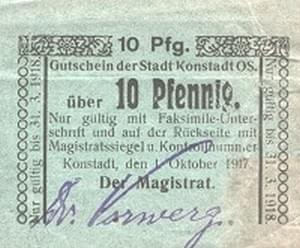 10 Pfg.
Gutschein der Stadt Konstadt OS.
über 10 Pfennig.
Nur gültig mit Faksimile-Unter-
schrift und auf der Rückseite mit
Magistratssiegel u. Kontrollnummer
Konstadt, den 1. Oktober 1917.
Der Magistrat.
Dr. Vorwerg.
Nur gültig bis 31. 3. 1918.
Nur gültig bis 31. 3. 1918.